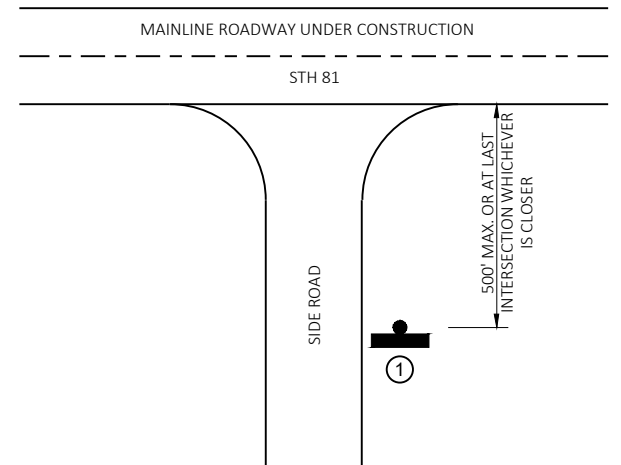 MAINLINE ROADWAY UNDER CONSTRUCTION
STH 81
500' MAX. OR AT LAST
INTERSECTION WHICHEVER
IS CLOSER
SIDE ROAD
1